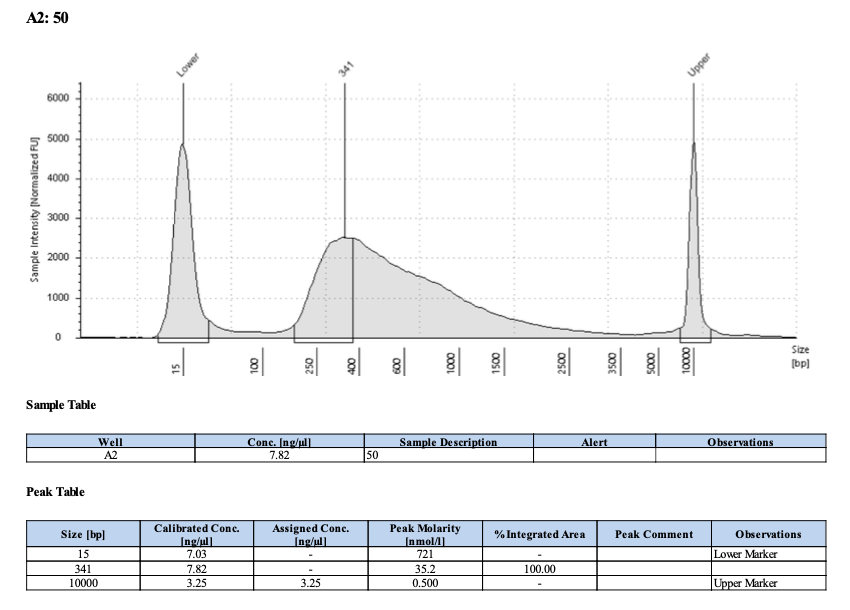 A2: 50
Lower
341
Upper
Sample Intensity [Normalized FU]
6000
5000
4000
3000
2000
1000
0
15
100
250
400
600
1000
1500
2500
3500
5000
10000
Size
[bp]
Sample Table
Well Conc. [ng/µl] Sample Description Alert Observations
A2 7.82 50
Peak Table
Size [bp] Calibrated Conc. [ng/µl] Assigned Conc. [ng/µl] Peak Molarity [nmol/l] % Integrated Area Peak Comment Observations
15 7.03 - 721 - Lower Marker
341 7.82 - 35.2 100.00
10000 3.25 3.25 0.500 - Upper Marker